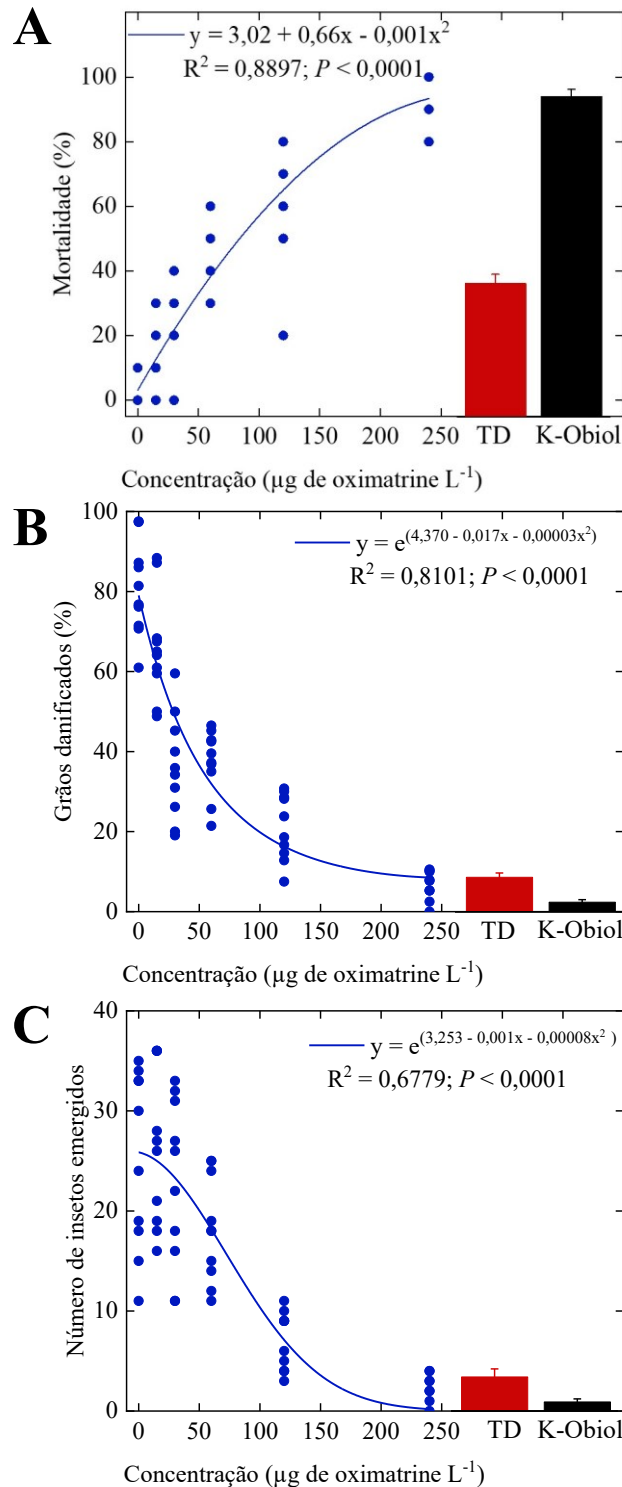 A
y = 3,02 + 0,66x - 0,001x²
R² = 0,8897; P < 0,0001
Mortalidade (%)
100
80
60
40
20
0
0 50 100 150 200 250 TD K-Obiol
Concentração (µg de oximatrine L⁻¹)
B
y = e^(4,370 - 0,017x - 0,00003x²)
R² = 0,8101; P < 0,0001
Grãos danificados (%)
100
80
60
40
20
0
0 50 100 150 200 250 TD K-Obiol
Concentração (µg de oximatrine L⁻¹)
C
y = e^(3,253 - 0,001x - 0,00008x²)
R² = 0,6779; P < 0,0001
Número de insetos emergidos
40
30
20
10
0
0 50 100 150 200 250 TD K-Obiol
Concentração (µg de oximatrine L⁻¹)